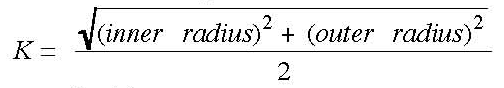 K = √((inner radius)² + (outer radius)²) / 2